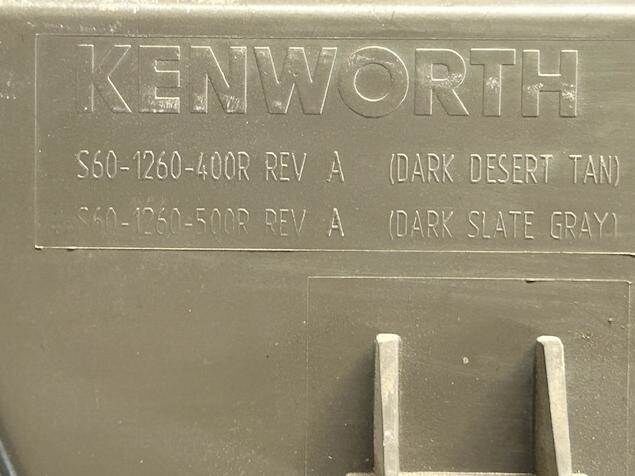 KENWORTH
S60-1260-400R REV A (DARK DESERT TAN)
S60-1260-500R REV A (DARK SLATE GRAY)